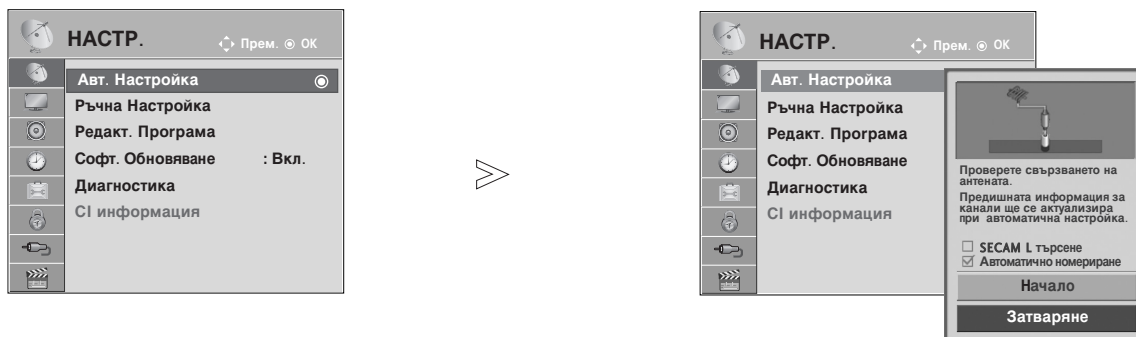 НАСТР. Прем. OK
Авт. Настройка
Ръчна Настройка
Редакт. Програма
Софт. Обновяване : Вкл.
Диагностика
CI информация
НАСТР. Прем. OK
Авт. Настройка
Ръчна Настройка
Редакт. Програма
Софт. Обновяване
Диагностика
CI информация
Проверете свързването на
антената.
Предишната информация за
канали ще се актуализира
при автоматична настройка.
SECAM L търсене
Автоматично номериране
Начало
Затваряне